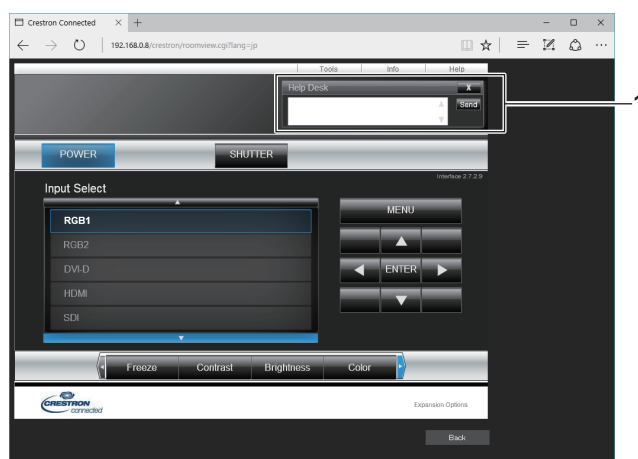 Crestron Connected
192.168.0.8/crestron/roomview.cgi?lang=jp
Tools Info Help
Help Desk X
Send
1
POWER SHUTTER
Interface 2.7.2.9
Input Select
MENU
RGB1
RGB2
DVI-D
ENTER
HDMI
SDI
Freeze Contrast Brightness Color
CRESTRON
connected
Expansion Options
Back